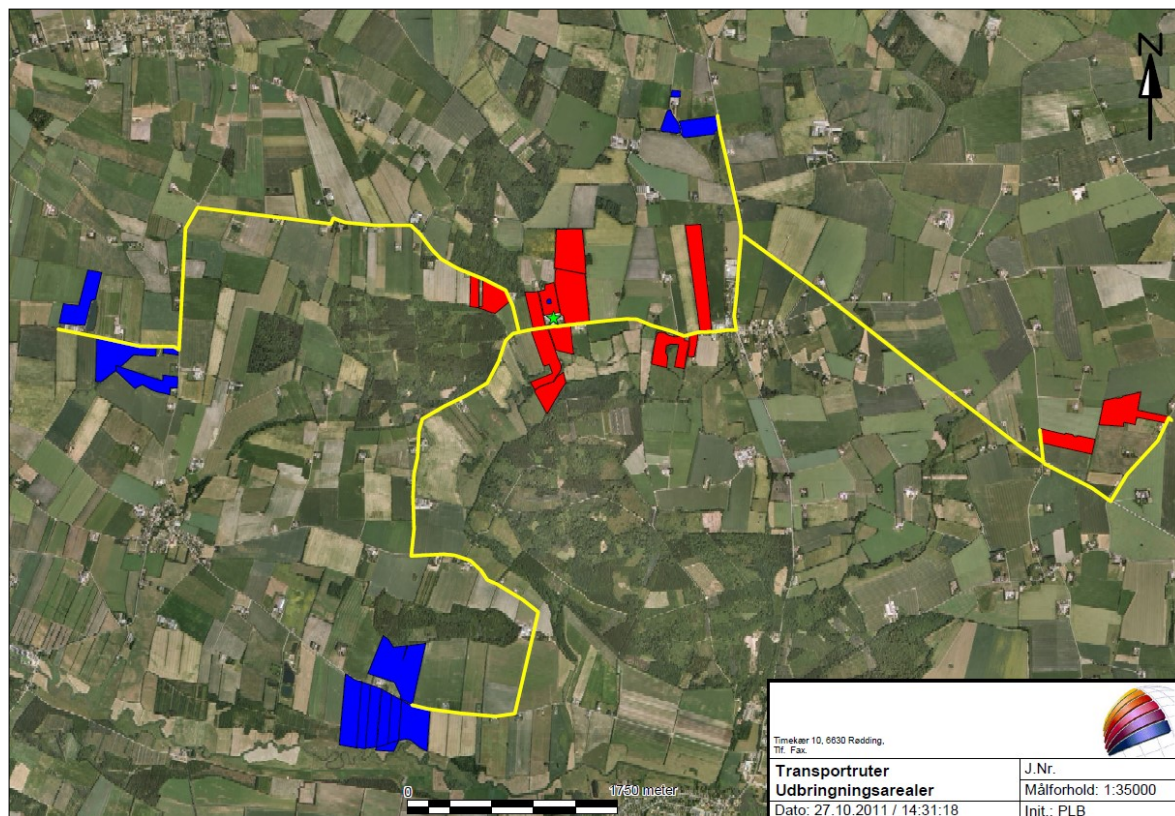 N
0
1750 meter
Timekær 10, 6630 Rødding,
Tlf. Fax.
Transportruter
Udbringningsarealer
Dato: 27.10.2011 / 14:31:18
J.Nr.
Målforhold: 1:35000
Init.: PLB